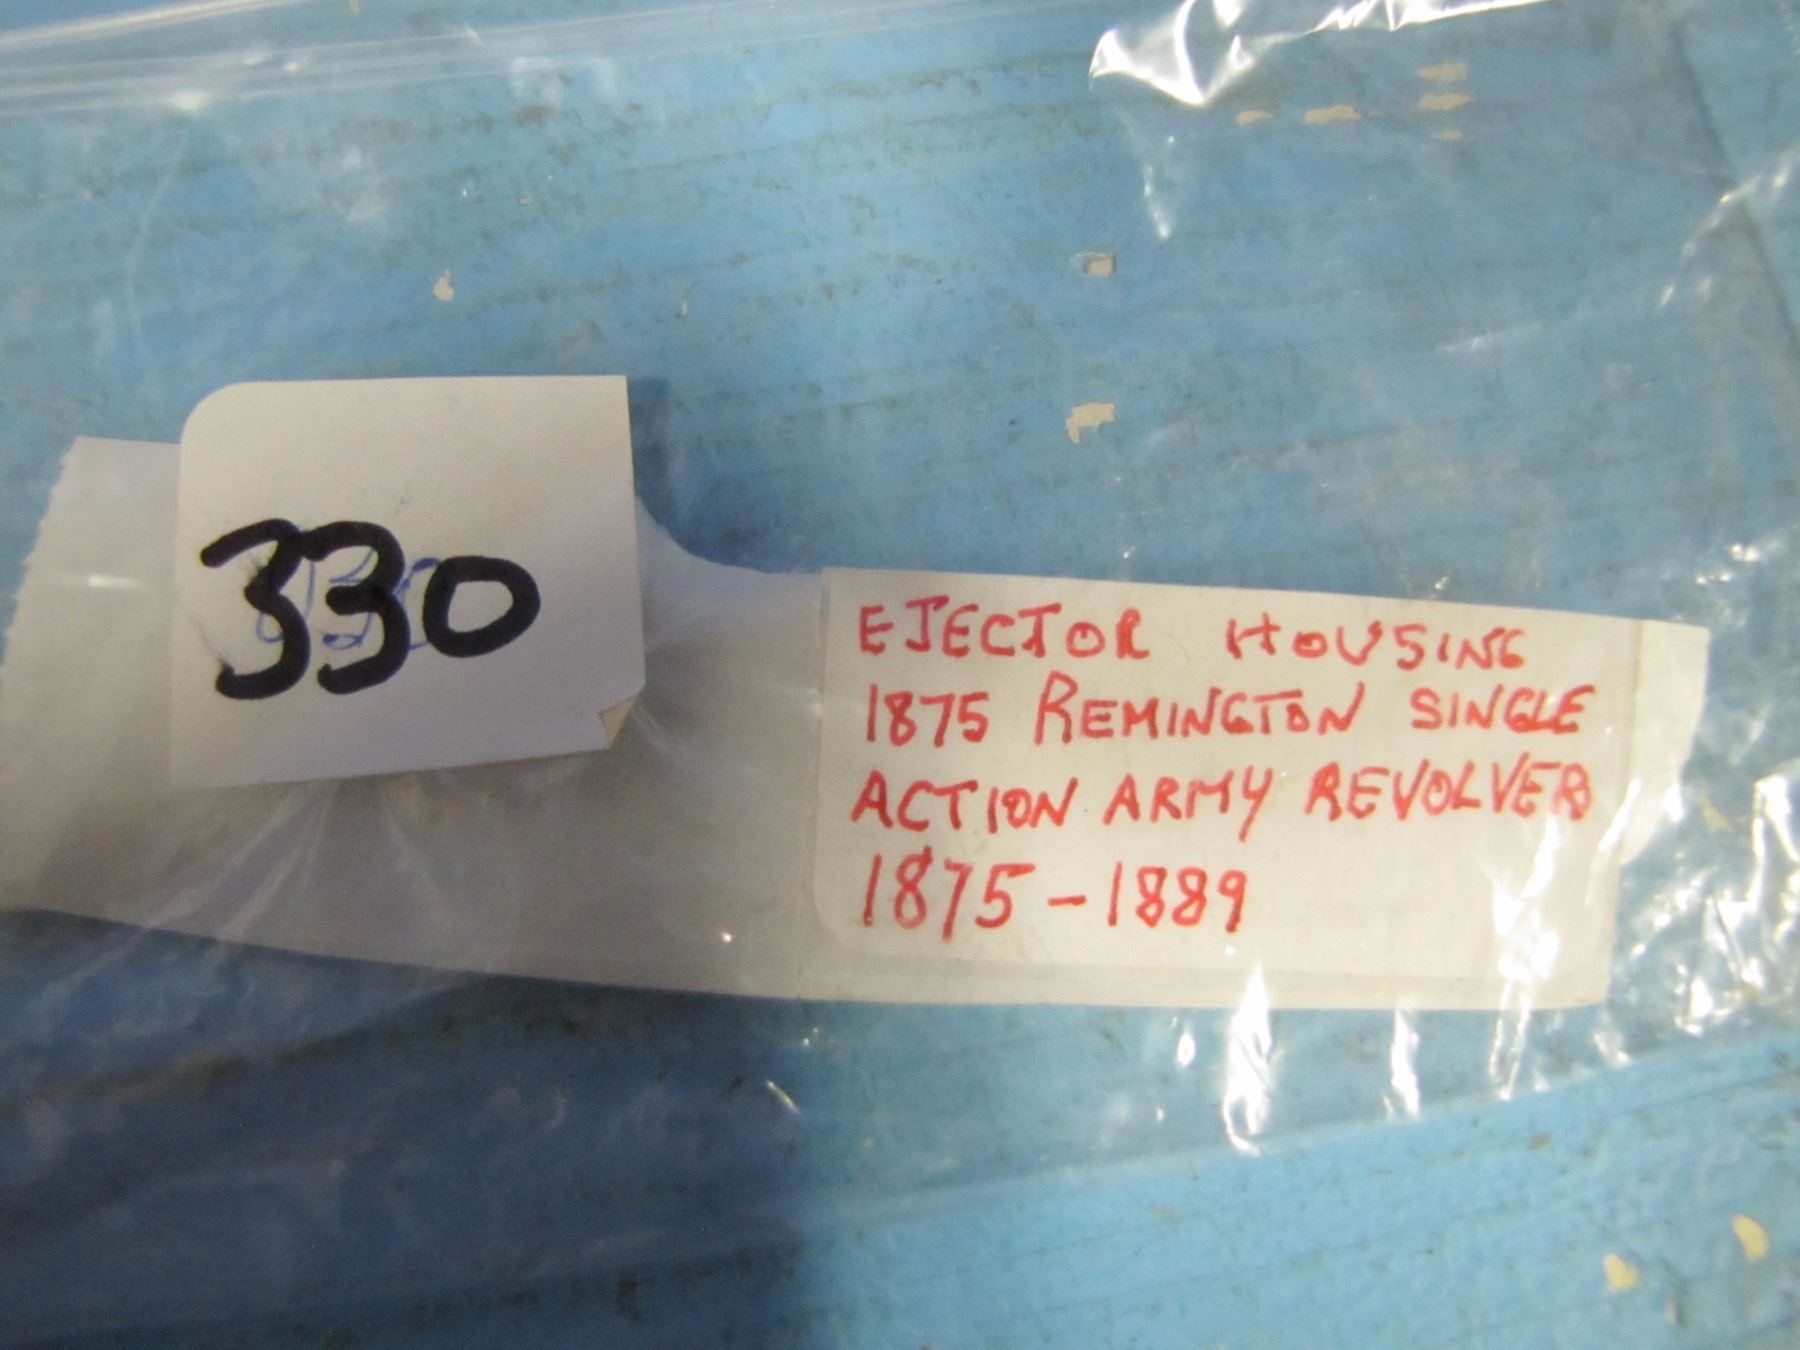 330
EJECTOR HOUSING
1875 REMINGTON SINGLE
ACTION ARMY REVOLVER
1875-1889